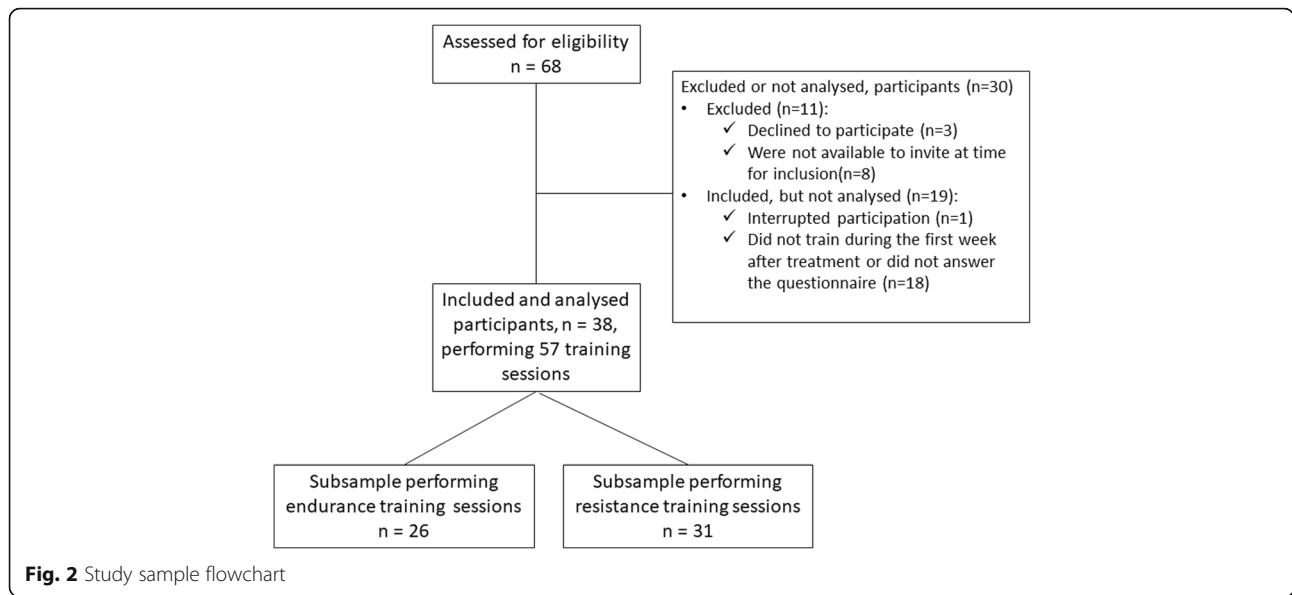 Assessed for eligibility
n = 68
Excluded or not analysed, participants (n=30)
• Excluded (n=11):
✓ Declined to participate (n=3)
✓ Were not available to invite at time
for inclusion(n=8)
• Included, but not analysed (n=19):
✓ Interrupted participation (n=1)
✓ Did not train during the first week
after treatment or did not answer
the questionnaire (n=18)
Included and analysed
participants, n = 38,
performing 57 training
sessions
Subsample performing
endurance training sessions
n = 26
Subsample performing
resistance training sessions
n = 31
Fig. 2 Study sample flowchart